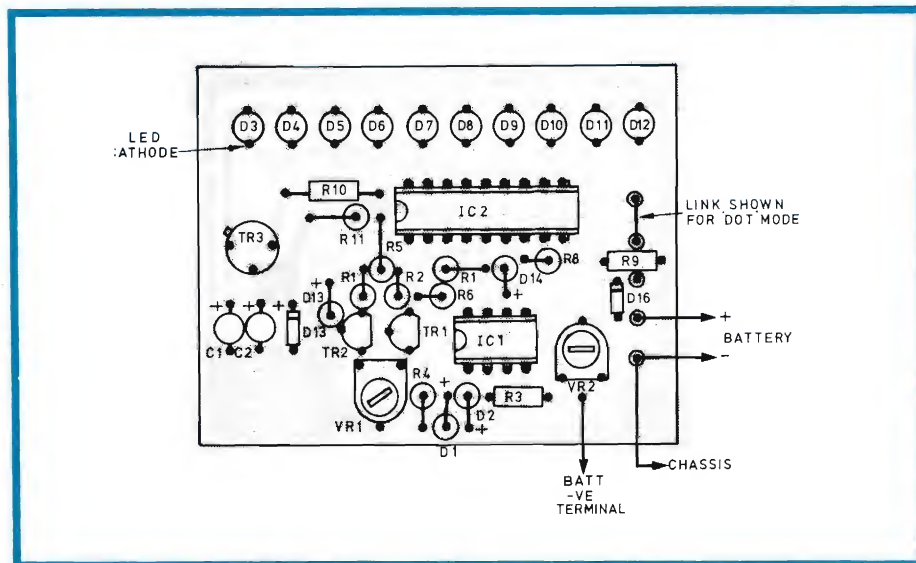 D3 D4 D5 D6 D7 D8 D9 D10 D11 D12
LED
:ATHODE
R10
IC2
LINK SHOWN
FOR DOT MODE
R11
TR3
R5
R8
R9
R1
R2
R1
D14
D13
R6
D16
+
+
+
+
+
+
BATTERY
-
C1
C2
D13
TR2
TR1
IC1
R4
+
VR2
R3
D2
VR1
+
D1
CHASSIS
BATT
-VE
TERMINAL